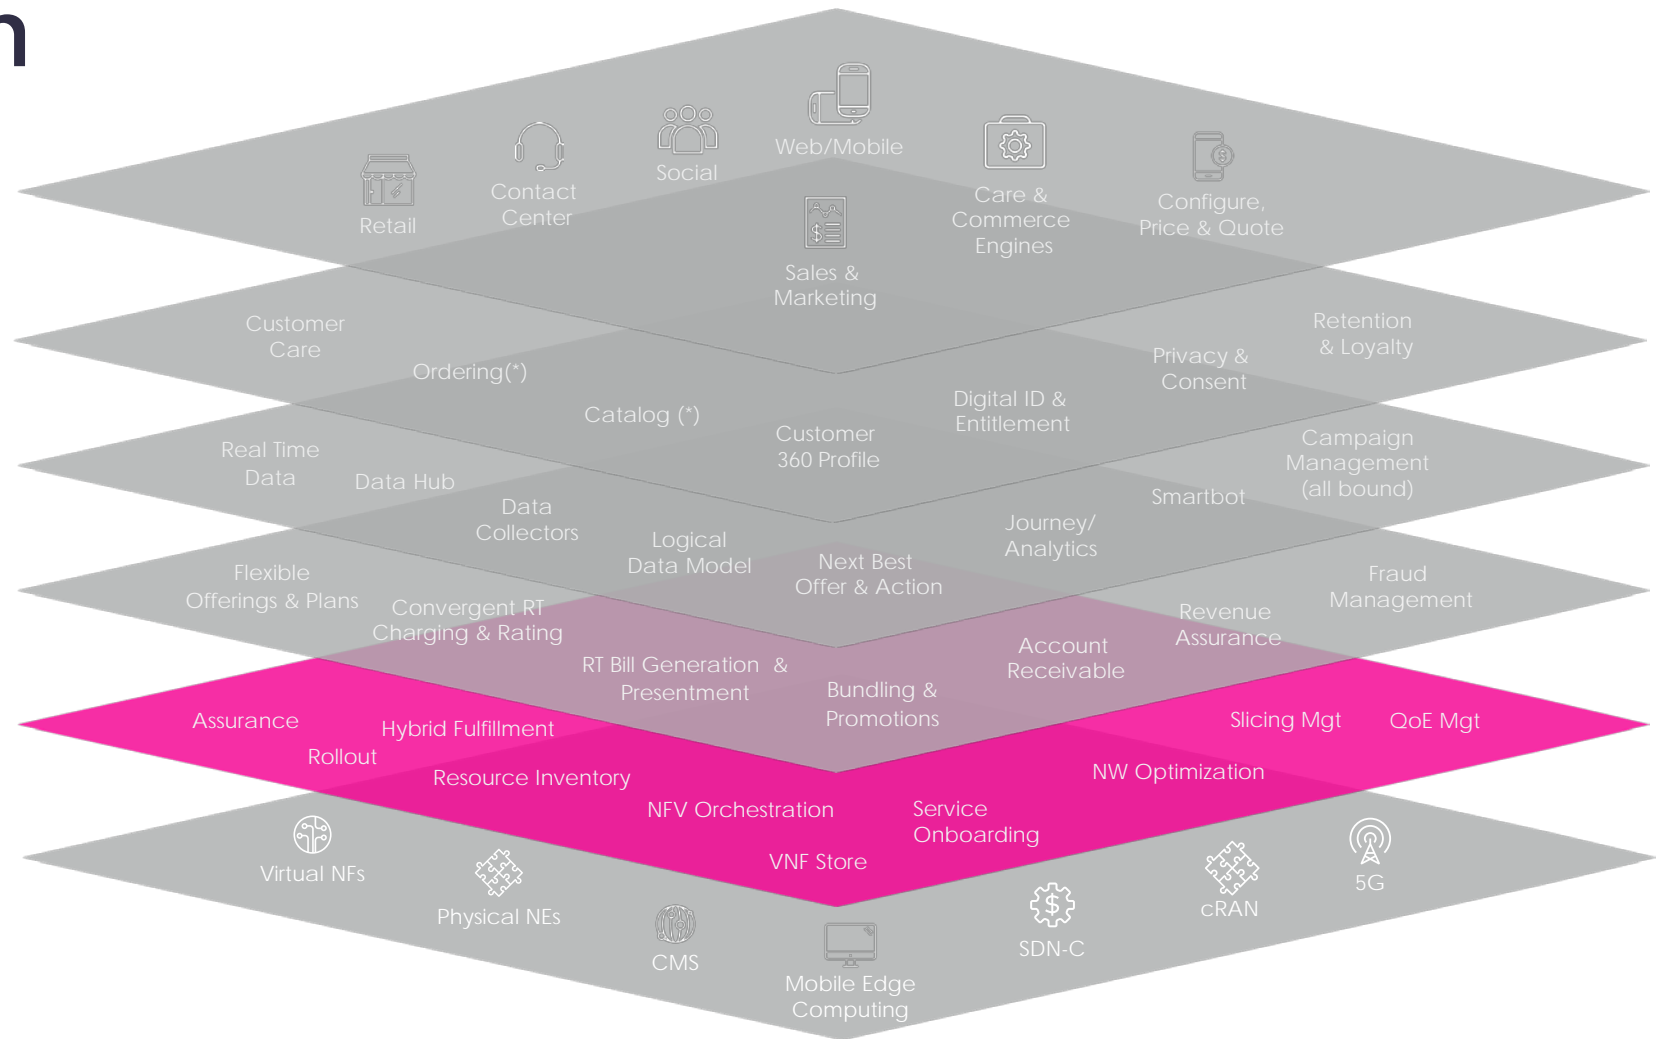 n
Web/Mobile
Social
Contact
Center
Retail
Care &
Commerce
Engines
Configure,
Price & Quote
Sales &
Marketing
Customer
Care
Ordering(*)
Catalog (*)
Customer
360 Profile
Digital ID &
Entitlement
Privacy &
Consent
Retention
& Loyalty
Real Time
Data
Data Hub
Data
Collectors
Logical
Data Model
Next Best
Offer & Action
Journey/
Analytics
Smartbot
Campaign
Management
(all bound)
Flexible
Offerings & Plans
Convergent RT
Charging & Rating
RT Bill Generation &
Presentment
Bundling &
Promotions
Account
Receivable
Revenue
Assurance
Fraud
Management
Assurance
Rollout
Hybrid Fulfillment
Resource Inventory
NFV Orchestration
VNF Store
Service
Onboarding
NW Optimization
Slicing Mgt
QoE Mgt
Virtual NFs
Physical NEs
CMS
Mobile Edge
Computing
SDN-C
cRAN
5G